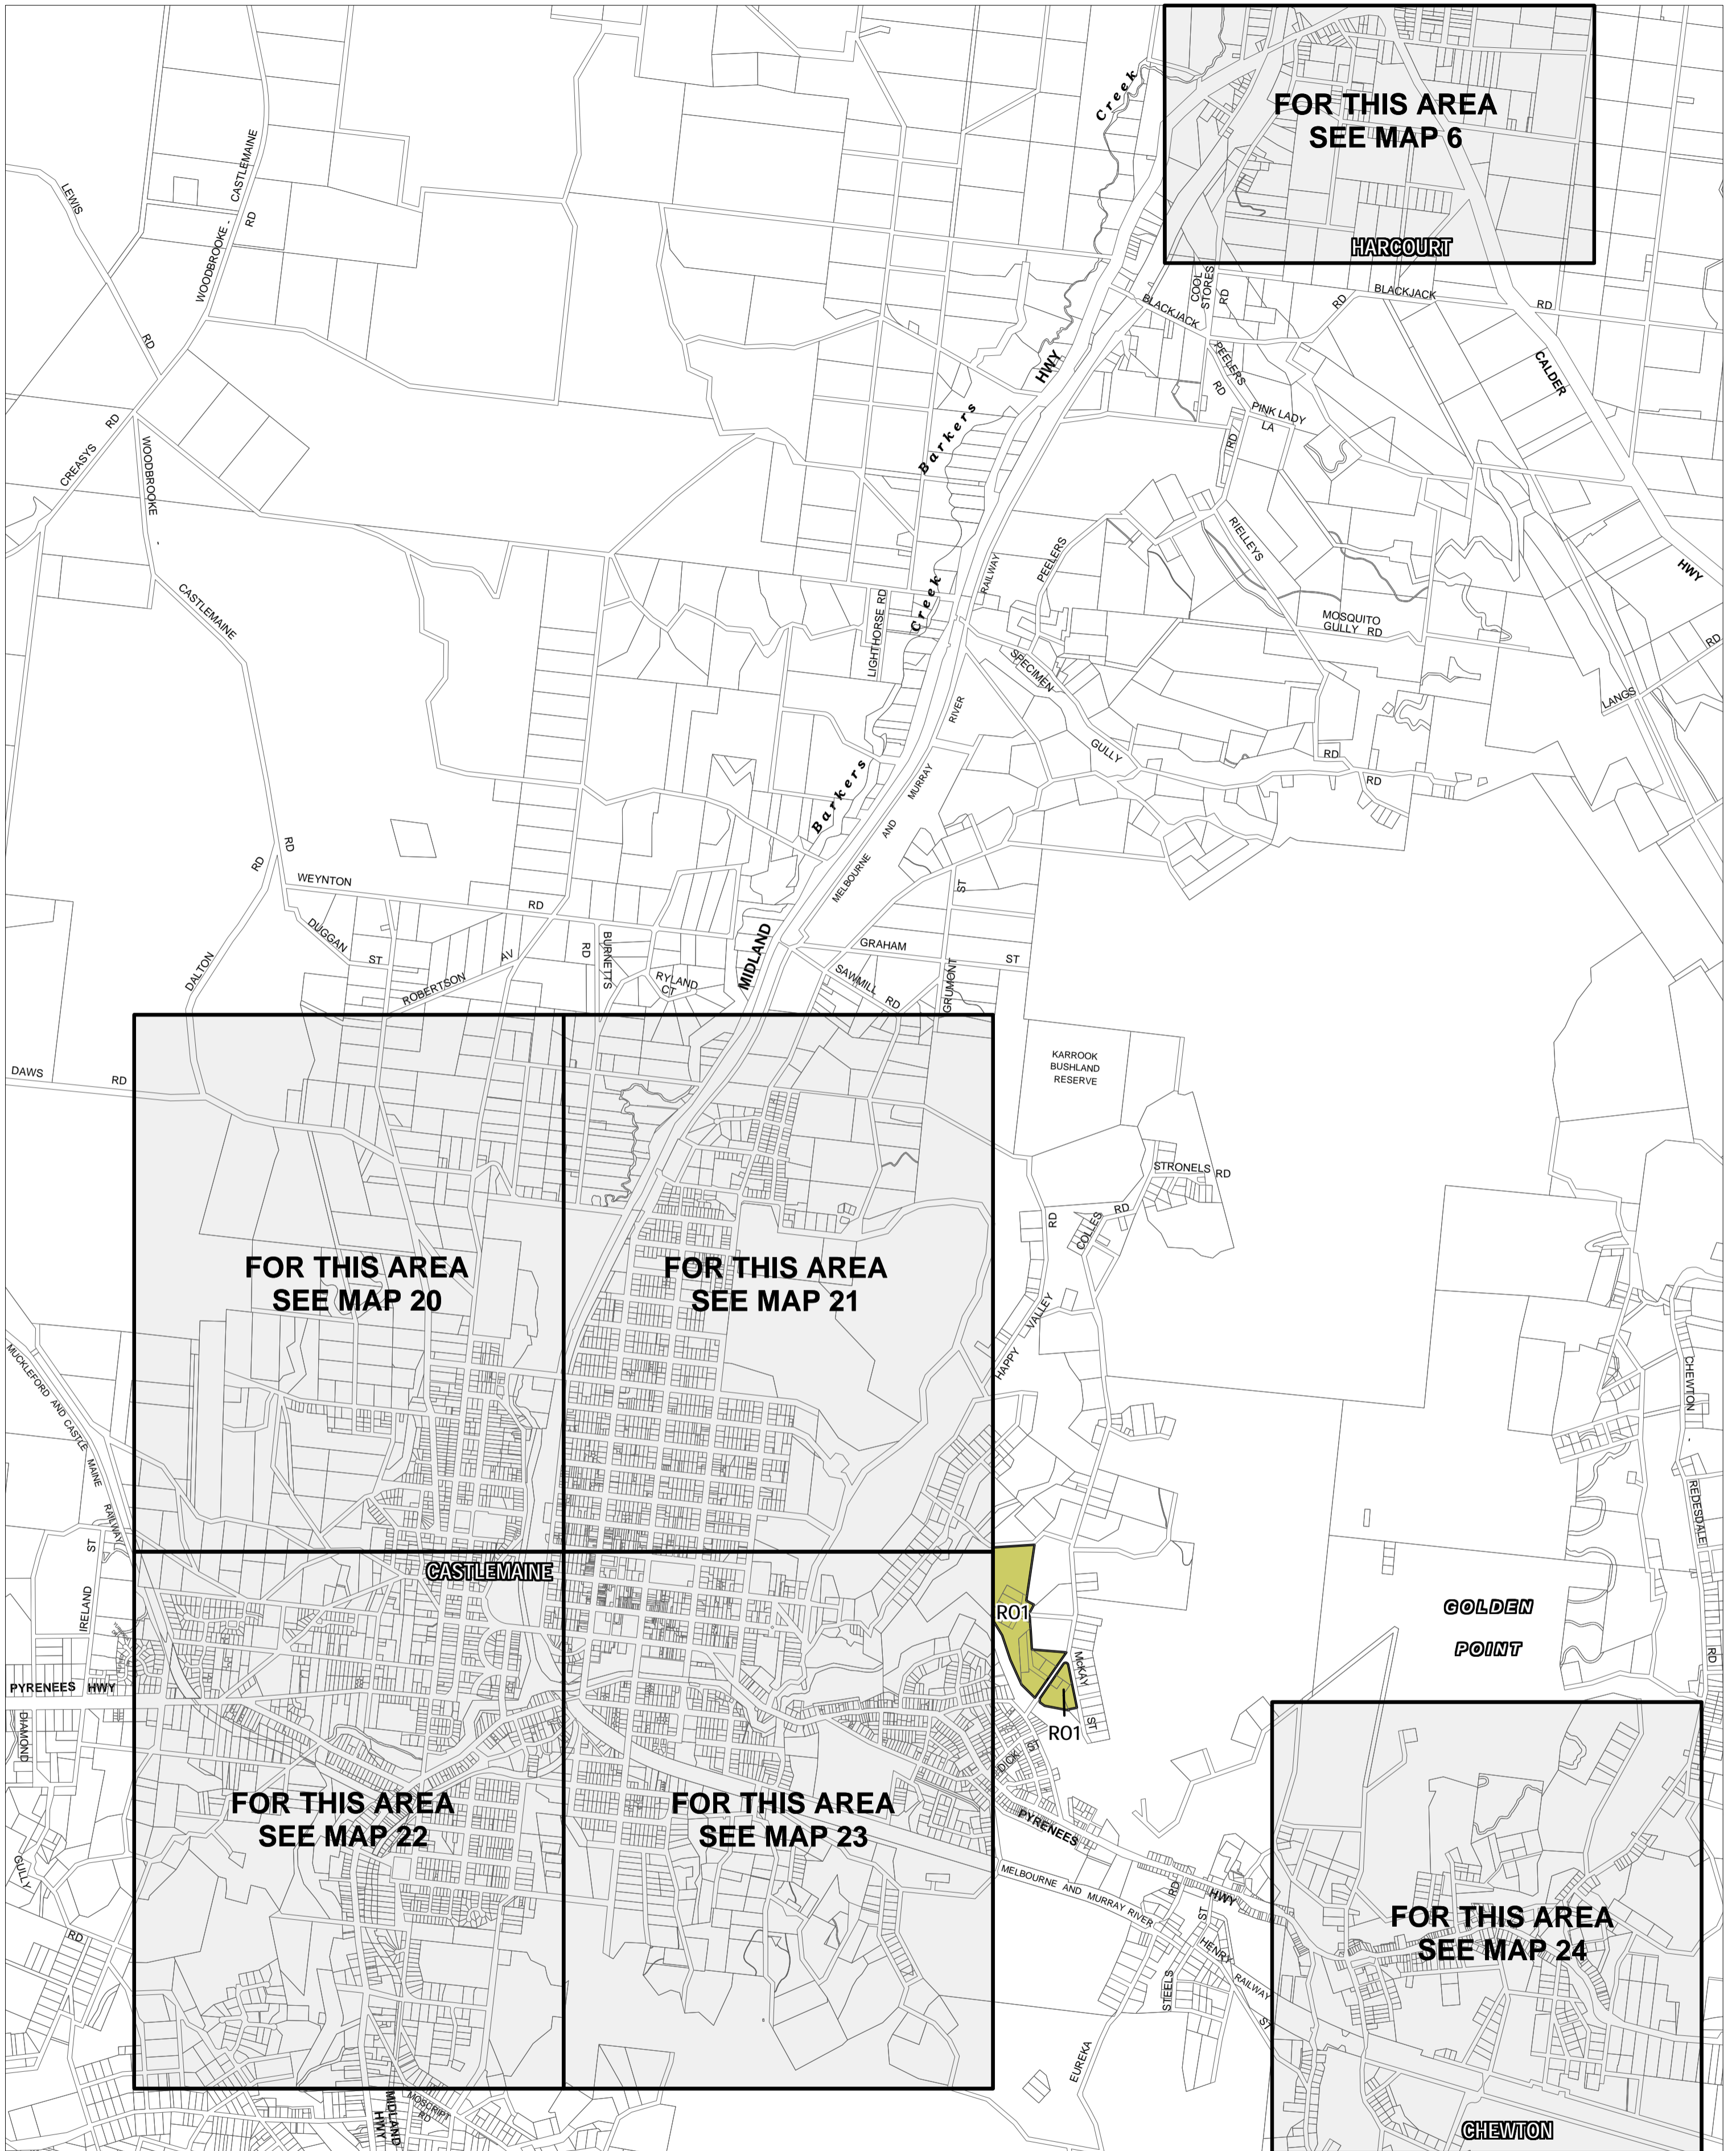 Creek
FOR THIS AREA
SEE MAP 6
HARCOURT
LEWIS
RD
WOODBROOKE - CASTLEMAINE
RD
COOL
STORES
RD
BLACKJACK
RD
BLACKJACK
RD
HWY
PEELERS
RD
PINK LADY
LA
RD
CALDER
HWY
CREASYS
RD
WOODBROOKE
-
CASTLEMAINE
RD
Barkers
Creek
RAILWAY
PEELERS
RIELLEYS
MOSQUITO
GULLY RD
LIGHTHORSE RD
SPECIMEN
GULLY
RD
RD
LANGS
RD
Barkers
MELBOURNE
AND
MURRAY
RIVER
RD
WEYNTON
RD
DUGGAN
ST
DALTON
ROBERTSON
AV
RD
BURNETTS
RYLAND
CT
MIDLAND
GRAHAM
ST
ST
SAWMILL
RD
GRUMONT
DAWS
RD
KARROOK
BUSHLAND
RESERVE
STRONELS RD
COLLES
RD
RD
HAPPY
VALLEY
FOR THIS AREA
SEE MAP 20
FOR THIS AREA
SEE MAP 21
MUCKLEFORD AND CASTLE
MAINE
RAILWAY
CHEWTON
-
REDESDALE
RD
CASTLEMAINE
IRELAND
ST
RO1
RO1
McKAY
ST
GOLDEN
POINT
PYRENEES HWY
DIAMOND
GULLY
RD
DICK ST
FOR THIS AREA
SEE MAP 22
FOR THIS AREA
SEE MAP 23
PYRENEES
HWY
MELBOURNE AND MURRAY RIVER
RAILWAY
RD
ST
HENRY
ST
STEELS
EUREKA
FOR THIS AREA
SEE MAP 24
MIDLAND
HWY
MOSCRIPT
RD
CHEWTON